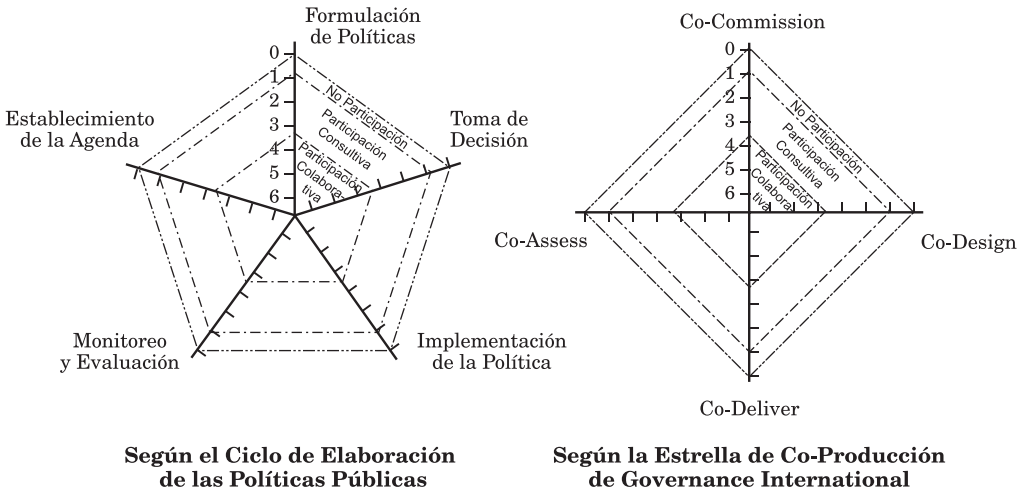 Formulación
de Políticas
0
1
2
3
4
5
6
No Participación
Participación
Consultiva
Participación
Colabora-
tiva
Establecimiento
de la Agenda
Toma de
Decisión
Monitoreo
y Evaluación
Implementación
de la Política
Según el Ciclo de Elaboración
de las Políticas Públicas
Co-Commission
0
1
2
3
4
5
6
No Participación
Participación
Consultiva
Participación
Colabora-
tiva
Co-Assess
Co-Design
Co-Deliver
Según la Estrella de Co-Producción
de Governance International